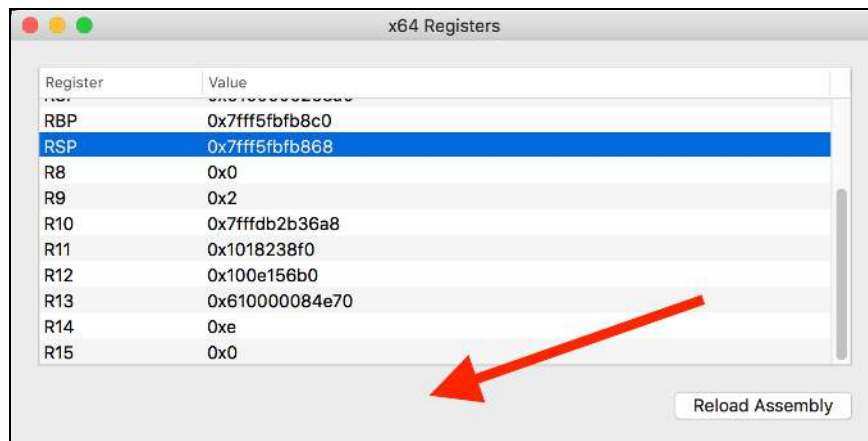 x64 Registers
Register Value
RBP 0x7fff5fbfb8c0
RSP 0x7fff5fbfb868
R8 0x0
R9 0x2
R10 0x7fffdb2b36a8
R11 0x1018238f0
R12 0x100e156b0
R13 0x610000084e70
R14 0xe
R15 0x0
Reload Assembly